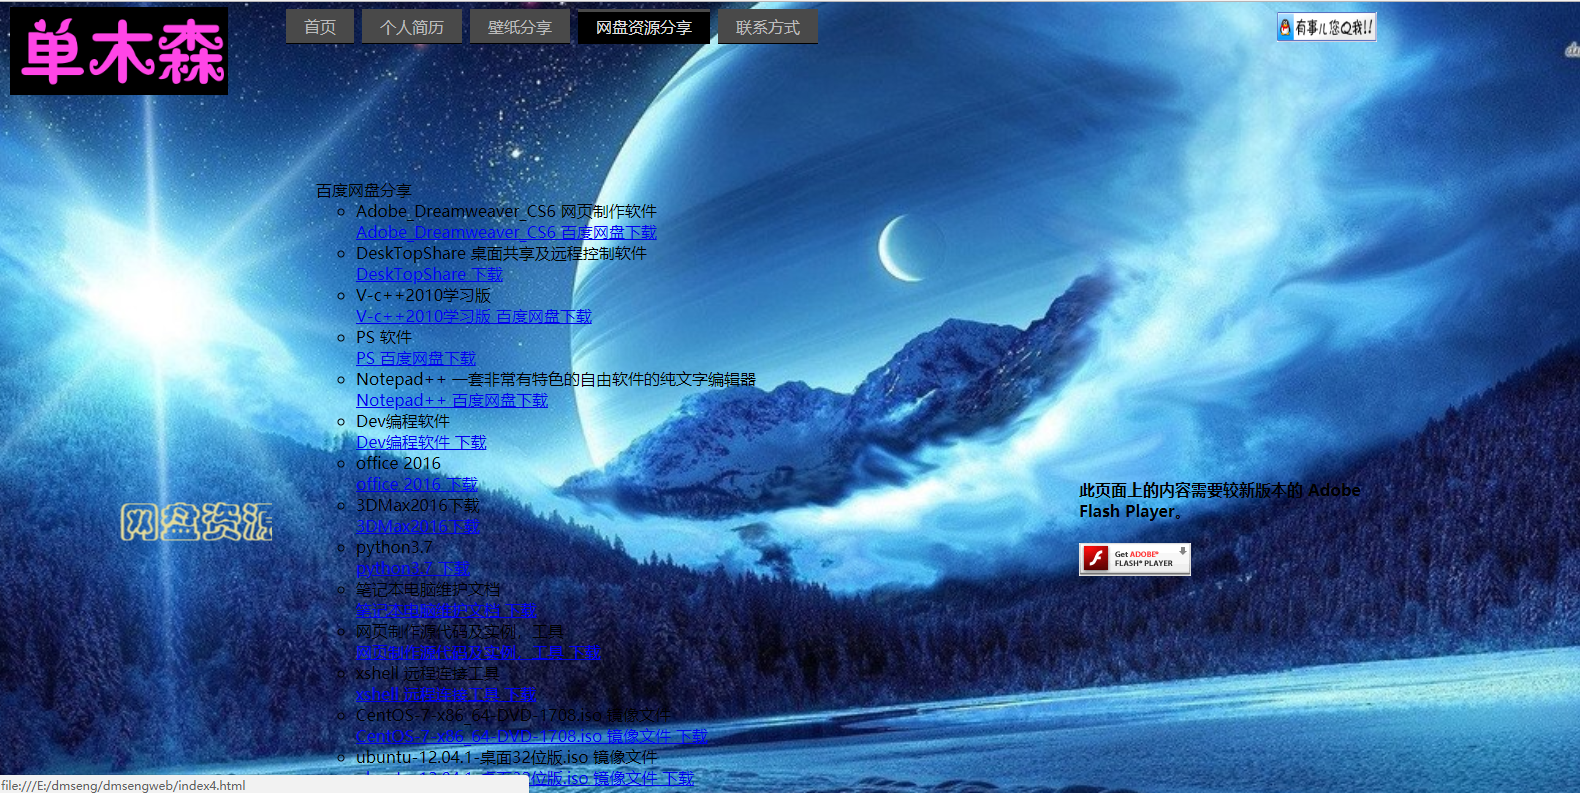 单木森
首页 个人简历 壁纸分享 网盘资源分享 联系方式
有事儿您Q我!!
百度网盘分享
Adobe_Dreamweaver_CS6 网页制作软件
Adobe_Dreamweaver_CS6 百度网盘下载
DeskTopShare 桌面共享及远程控制软件
DeskTopShare 下载
V-c++2010学习版
V-c++2010学习版 百度网盘下载
PS 软件
PS 百度网盘下载
Notepad++ 一套非常有特色的自由软件的纯文字编辑器
Notepad++ 百度网盘下载
Dev编程软件
Dev编程软件 下载
office 2016
office 2016 下载
3DMax2016下载
3DMax2016下载
python3.7
python3.7 下载
笔记本电脑维护文档
笔记本电脑维护文档 下载
网页制作源代码及实例、工具
网页制作源代码及实例、工具 下载
xshell 远程连接工具
xshell 远程连接工具 下载
CentOS-7-x86_64-DVD-1708.iso 镜像文件
CentOS-7-x86_64-DVD-1708.iso 镜像文件 下载
ubuntu-12.04.1-桌面32位版.iso 镜像文件
ubuntu-12.04.1-桌面32位版.iso 镜像文件 下载
网盘资源
此页面上的内容需要较新版本的 Adobe
Flash Player。
Get ADOBE®
FLASH® PLAYER
file:///E:/dmseng/dmsengweb/index4.html